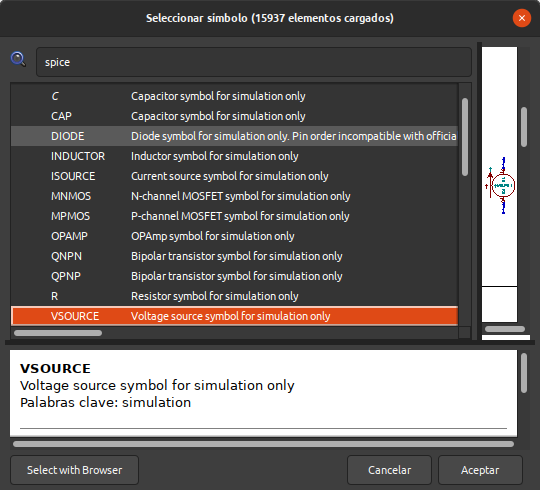 Seleccionar símbolo (15937 elementos cargados)
spice
C Capacitor symbol for simulation only
CAP Capacitor symbol for simulation only
DIODE Diode symbol for simulation only. Pin order incompatible with officia
INDUCTOR Inductor symbol for simulation only
ISOURCE Current source symbol for simulation only
MNMOS N-channel MOSFET symbol for simulation only
MPMOS P-channel MOSFET symbol for simulation only
OPAMP OPAmp symbol for simulation only
QNPN Bipolar transistor symbol for simulation only
QPNP Bipolar transistor symbol for simulation only
R Resistor symbol for simulation only
VSOURCE Voltage source symbol for simulation only
VSOURCE
Voltage source symbol for simulation only
Palabras clave: simulation
Select with Browser
Cancelar
Aceptar